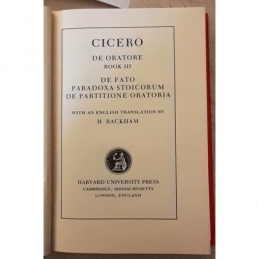 CICERO
DE ORATORE
BOOK III
DE FATO
PARADOXA STOICORUM
DE PARTITIONE ORATORIA
WITH AN ENGLISH TRANSLATION BY
H. RACKHAM
HARVARD UNIVERSITY PRESS
CAMBRIDGE, MASSACHUSETTS
LONDON, ENGLAND